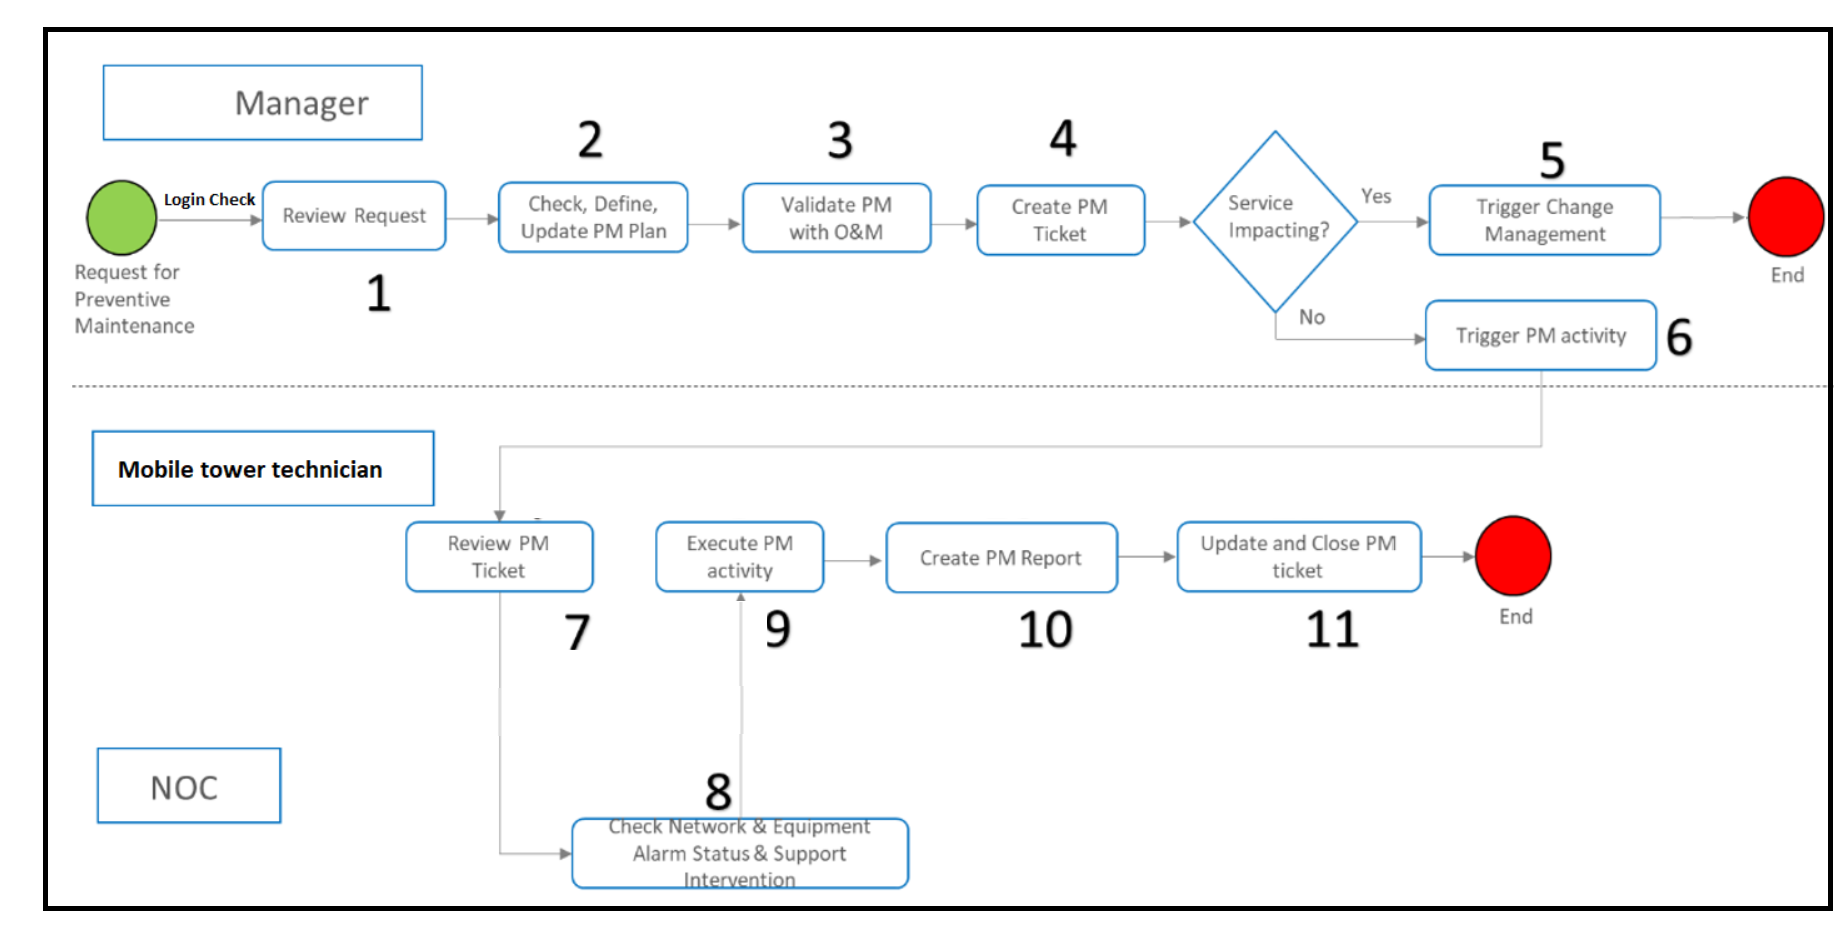 Manager
2
3
4
5
Login Check
Review Request
Check, Define,
Update PM Plan
Validate PM
with O&M
Create PM
Ticket
Service
Impacting?
Yes
Trigger Change
Management
Request for
Preventive
Maintenance
1
End
No
Trigger PM activity
6
Mobile tower technician
Review PM
Ticket
Execute PM
activity
Create PM Report
Update and Close PM
ticket
End
7
9
10
11
NOC
8
Check Network & Equipment
Alarm Status & Support
Intervention